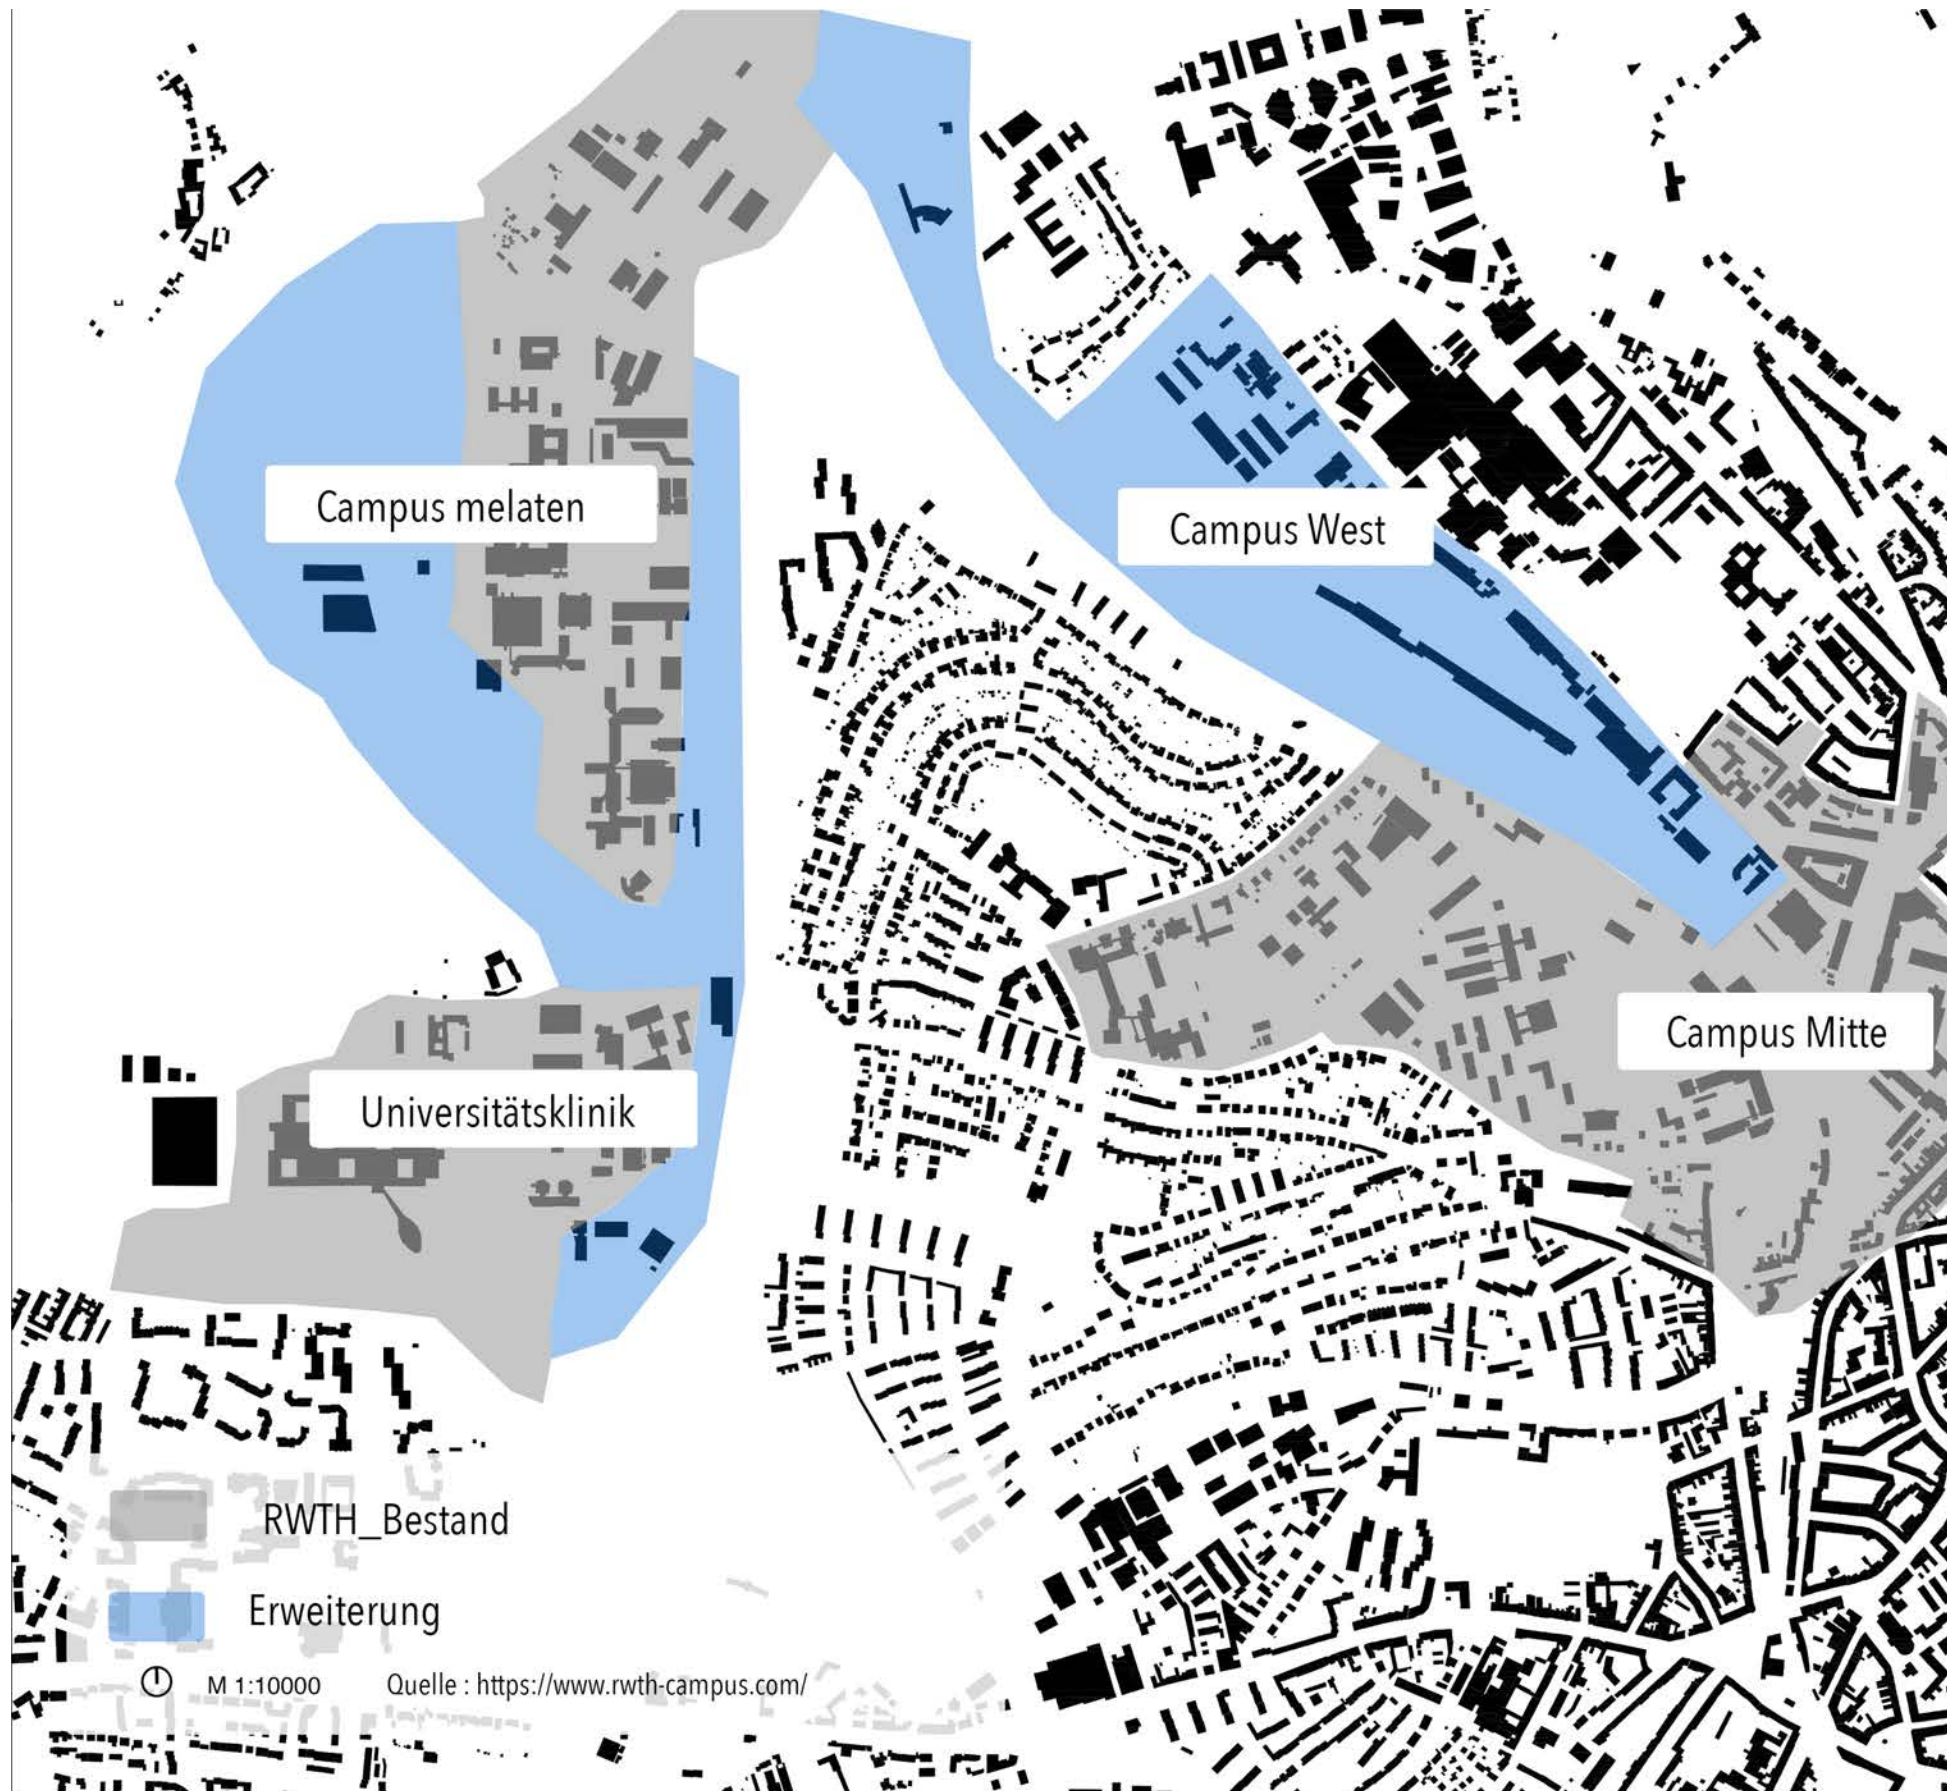 Campus melaten
Campus West
Campus Mitte
Universitätsklinik
RWTH_Bestand
Erweiterung
M 1:10000 Quelle : https://www.rwth-campus.com/